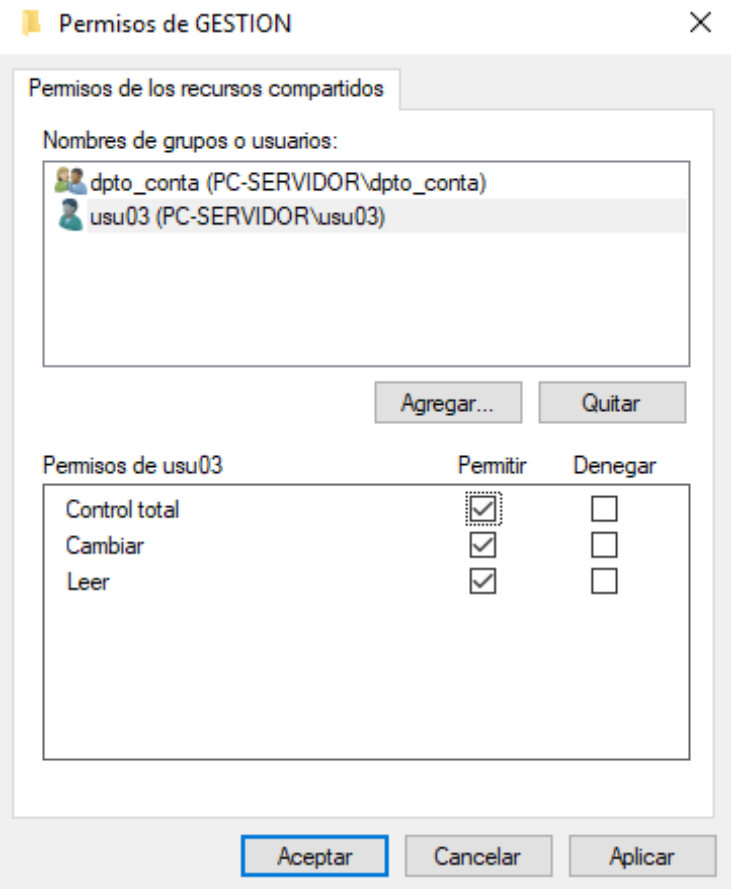 Permisos de GESTION
Permisos de los recursos compartidos
Nombres de grupos o usuarios:
dpto_conta (PC-SERVIDOR\dpto_conta)
usu03 (PC-SERVIDOR\usu03)
Agregar... Quitar
Permisos de usu03 Permitir Denegar
Control total
Cambiar
Leer
Aceptar Cancelar Aplicar